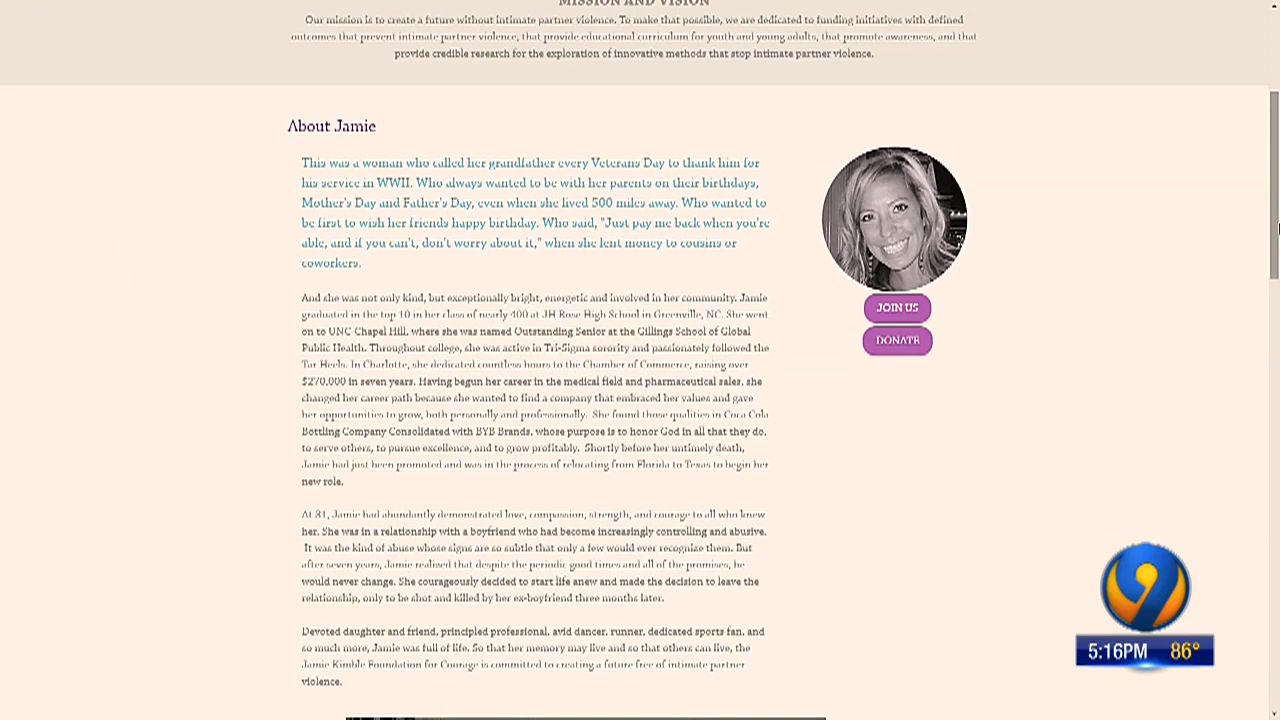 MISSION AND VISION
Our mission is to create a future without intimate partner violence. To make that possible, we are dedicated to funding initiatives with defined
outcomes that prevent intimate partner violence, that provide educational curriculum for youth and young adults, that promote awareness, and that
provide credible research for the exploration of innovative methods that stop intimate partner violence.
About Jamie
This was a woman who called her grandfather every Veterans Day to thank him for
his service in WWII. Who always wanted to be with her parents on their birthdays,
Mother's Day and Father's Day, even when she lived 500 miles away. Who wanted to
be first to wish her friends happy birthday. Who said, "Just pay me back when you're
able, and if you can't, don't worry about it," when she lent money to cousins or
coworkers.
JOIN US
DONATE
And she was not only kind, but exceptionally bright, energetic and involved in her community. Jamie
graduated in the top 10 in her class of nearly 400 at JH Rose High School in Greenville, NC. She went
on to UNC Chapel Hill, where she was named Outstanding Senior at the Gillings School of Global
Public Health. Throughout college, she was active in Tri-Sigma sorority and passionately followed the
Tar Heels. In Charlotte, she dedicated countless hours to the Chamber of Commerce, raising over
$270,000 in seven years. Having begun her career in the medical field and pharmaceutical sales, she
changed her career path because she wanted to find a company that embraced her values and gave
her opportunities to grow, both personally and professionally. She found those qualities in Coca Cola
Bottling Company Consolidated with BYB Brands, whose purpose is to honor God in all that they do,
to serve others, to pursue excellence, and to grow profitably. Shortly before her untimely death,
Jamie had just been promoted and was in the process of relocating from Florida to Texas to begin her
new role.
At 31, Jamie had abundantly demonstrated love, compassion, strength, and courage to all who knew
her. She was in a relationship with a boyfriend who had become increasingly controlling and abusive.
It was the kind of abuse whose signs are so subtle that only a few would ever recognize them. But
after seven years, Jamie realized that despite the periodic good times and all of the promises, he
would never change. She courageously decided to start life anew and made the decision to leave the
relationship, only to be shot and killed by her ex-boyfriend three months later.
Devoted daughter and friend, principled professional, avid dancer, runner, dedicated sports fan, and
so much more, Jamie was full of life. So that her memory may live and so that others can live, the
Jamie Kimble Foundation for Courage is committed to creating a future free of intimate partner
violence.
9
5:16PM 86°